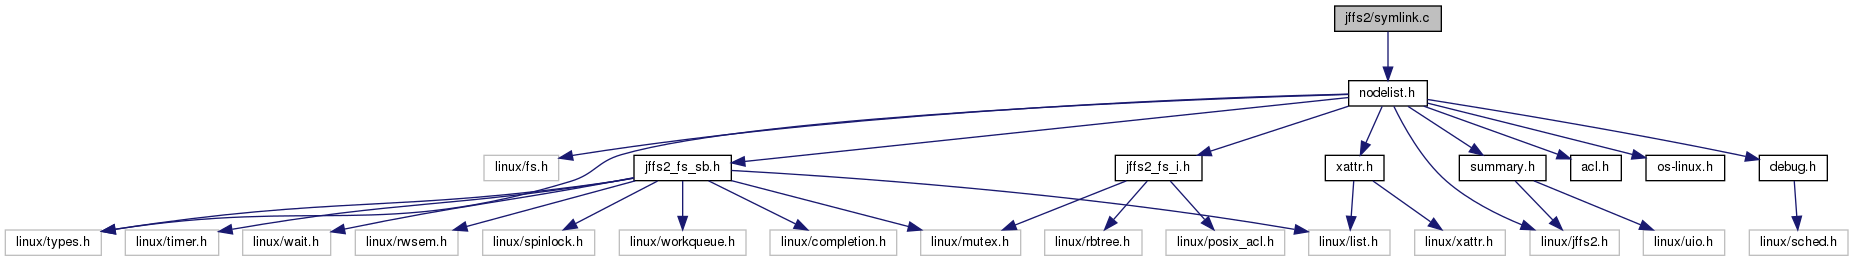 jffs2/symlink.c
nodelist.h
linux/fs.h
jffs2_fs_sb.h
jffs2_fs_i.h
xattr.h
summary.h
acl.h
os-linux.h
debug.h
linux/types.h
linux/timer.h
linux/wait.h
linux/rwsem.h
linux/spinlock.h
linux/workqueue.h
linux/completion.h
linux/mutex.h
linux/rbtree.h
linux/posix_acl.h
linux/list.h
linux/xattr.h
linux/jffs2.h
linux/uio.h
linux/sched.h